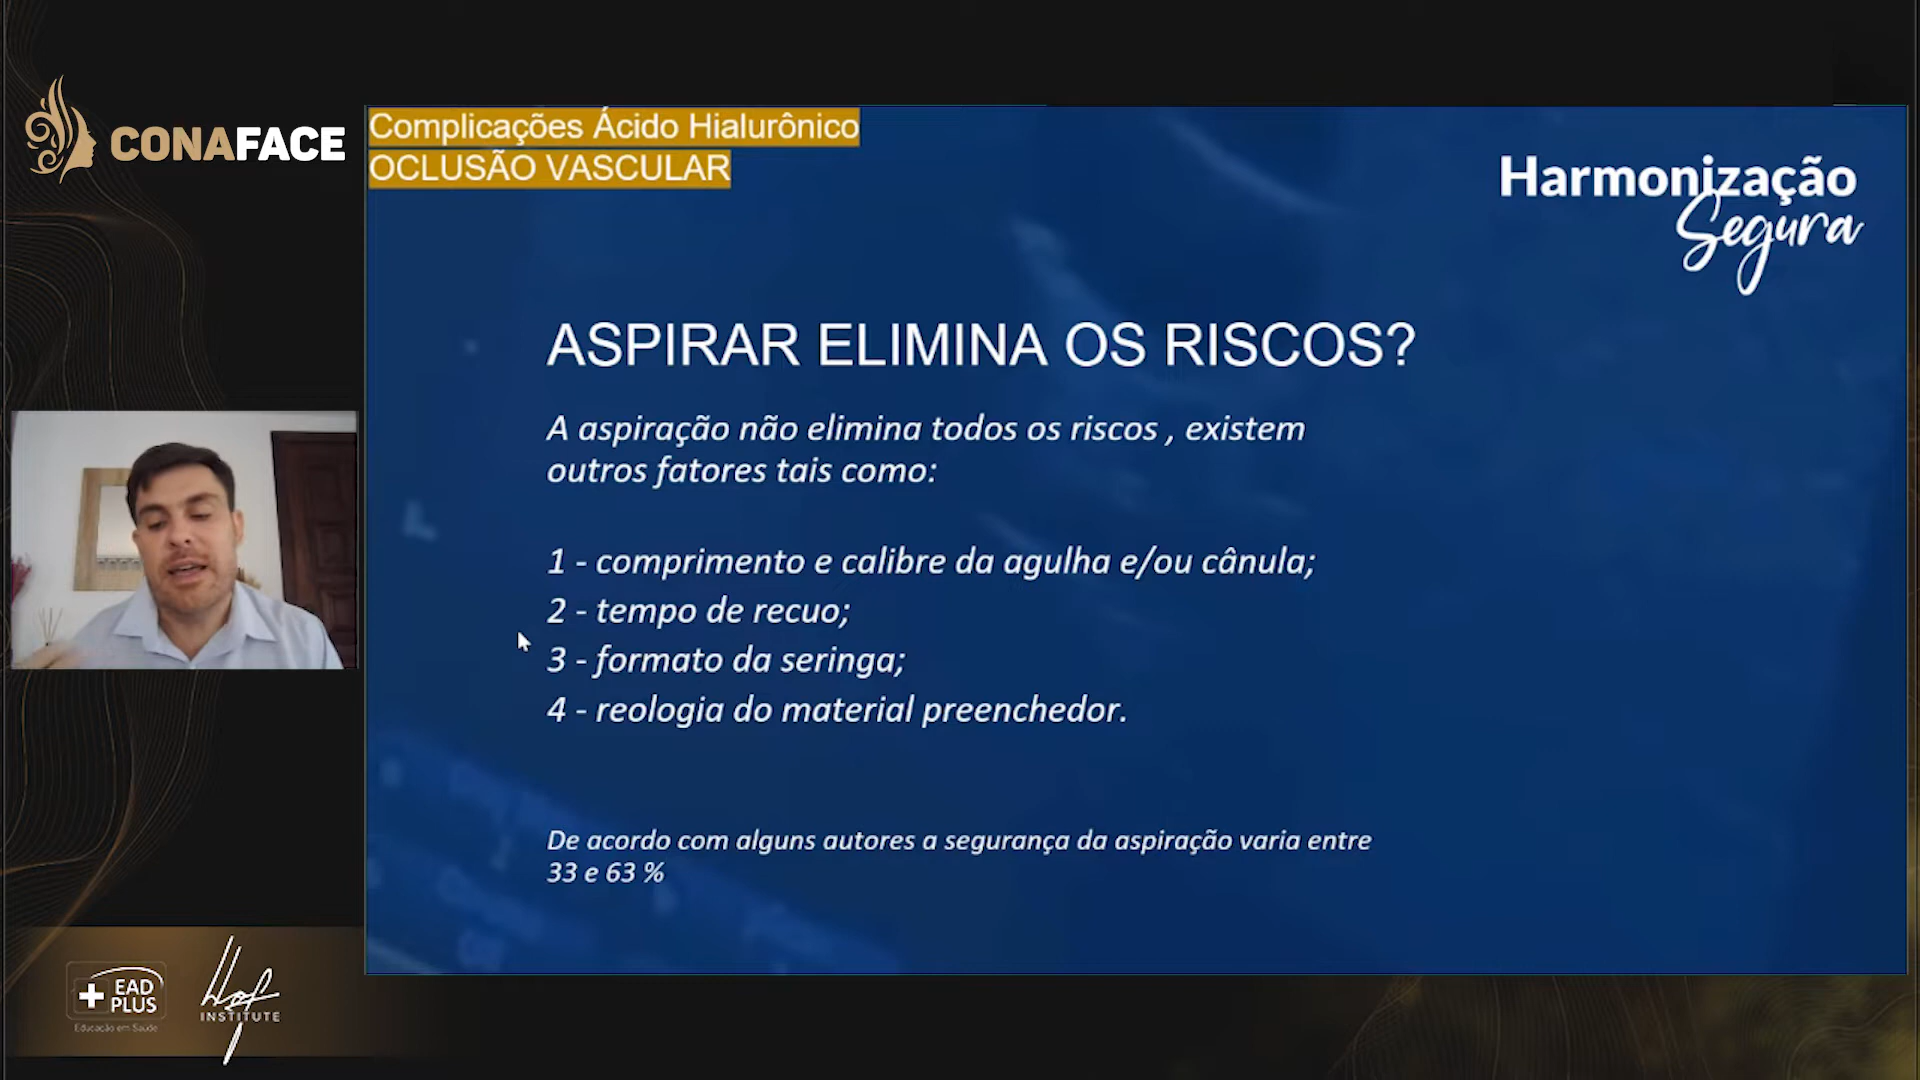 CONAFACE
Complicações Ácido Hialurônico
OCLUSÃO VASCULAR
Harmonização
Segura
ASPIRAR ELIMINA OS RISCOS?
A aspiração não elimina todos os riscos , existem
outros fatores tais como:
1 - comprimento e calibre da agulha e/ou cânula;
2 - tempo de recuo;
3 - formato da seringa;
4 - reologia do material preenchedor.
De acordo com alguns autores a segurança da aspiração varia entre
33 e 63 %
EAD
PLUS
Educação em Saúde
Hof
INSTITUTE